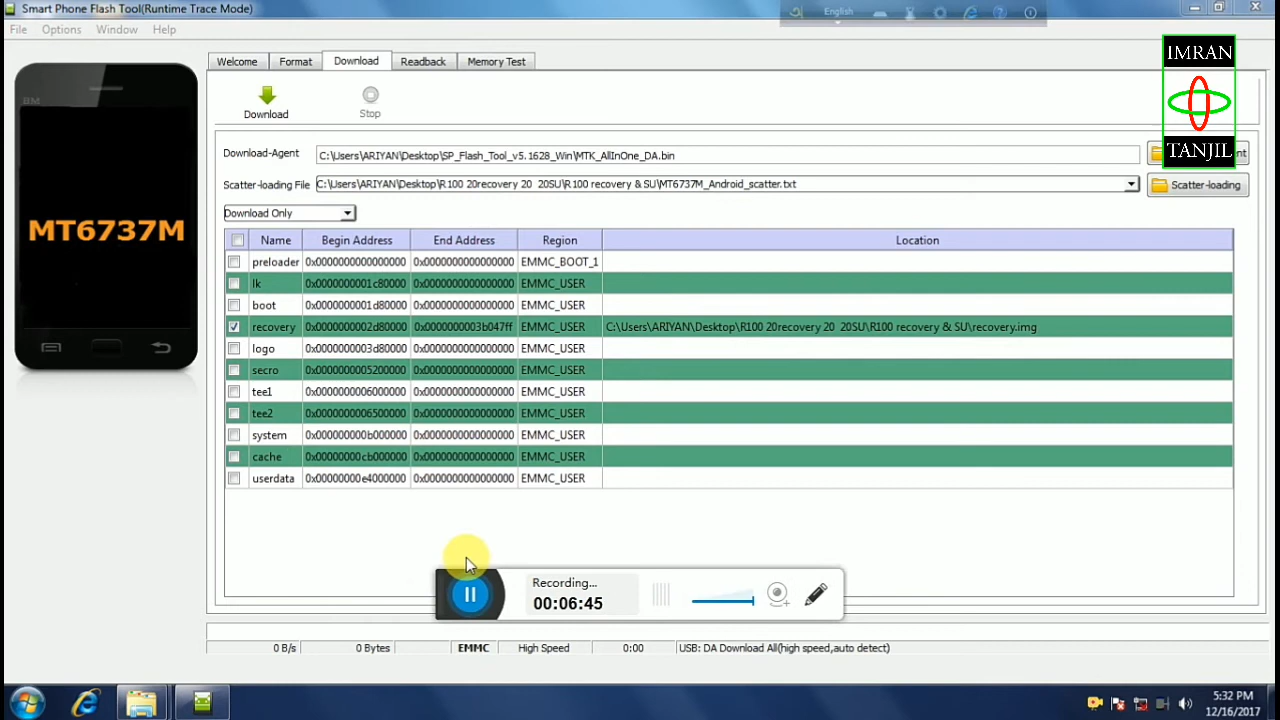 Smart Phone Flash Tool(Runtime Trace Mode)
English
File Options Window Help
IMRAN
TANJIL
BM
MT6737M
Welcome Format Download Readback Memory Test
Download Stop
Download-Agent C:\Users\ARIYAN\Desktop\SP_Flash_Tool_v5.1628_Win\MTK_AllInOne_DA.bin
Scatter-loading File C:\Users\ARIYAN\Desktop\R100 20recovery 20 20SU\R100 recovery & SU\MT6737M_Android_scatter.txt Scatter-loading
Download Only
Name Begin Address End Address Region Location
preloader 0x0000000000000000 0x0000000000000000 EMMC_BOOT_1
lk 0x0000000001c80000 0x0000000000000000 EMMC_USER
boot 0x0000000001d80000 0x0000000000000000 EMMC_USER
recovery 0x0000000002d80000 0x0000000003b047ff EMMC_USER C:\Users\ARIYAN\Desktop\R100 20recovery 20 20SU\R100 recovery & SU\recovery.img
logo 0x0000000003d80000 0x0000000000000000 EMMC_USER
secro 0x0000000005200000 0x0000000000000000 EMMC_USER
tee1 0x0000000006000000 0x0000000000000000 EMMC_USER
tee2 0x0000000006500000 0x0000000000000000 EMMC_USER
system 0x000000000b000000 0x0000000000000000 EMMC_USER
cache 0x00000000cb000000 0x0000000000000000 EMMC_USER
userdata 0x00000000e4000000 0x0000000000000000 EMMC_USER
Recording...
00:06:45
0 B/s 0 Bytes EMMC High Speed 0:00 USB: DA Download All(high speed,auto detect)
5:32 PM
12/16/2017